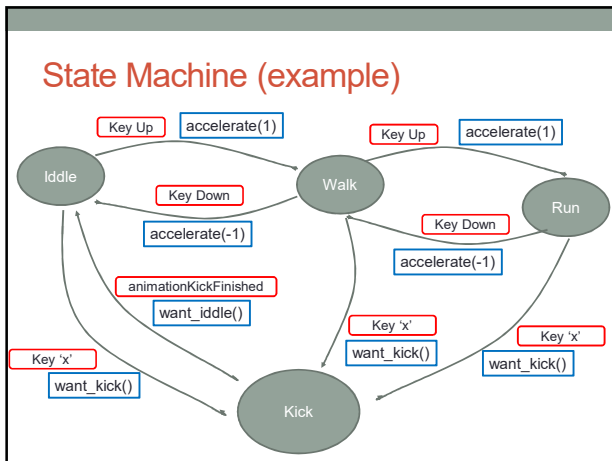 State Machine (example)
Key Up
accelerate(1)
Key Up
accelerate(1)
Iddle
Walk
Run
Key Down
accelerate(-1)
Key Down
accelerate(-1)
animationKickFinished
want_iddle()
Key 'x'
want_kick()
Key 'x'
want_kick()
Key 'x'
want_kick()
Kick